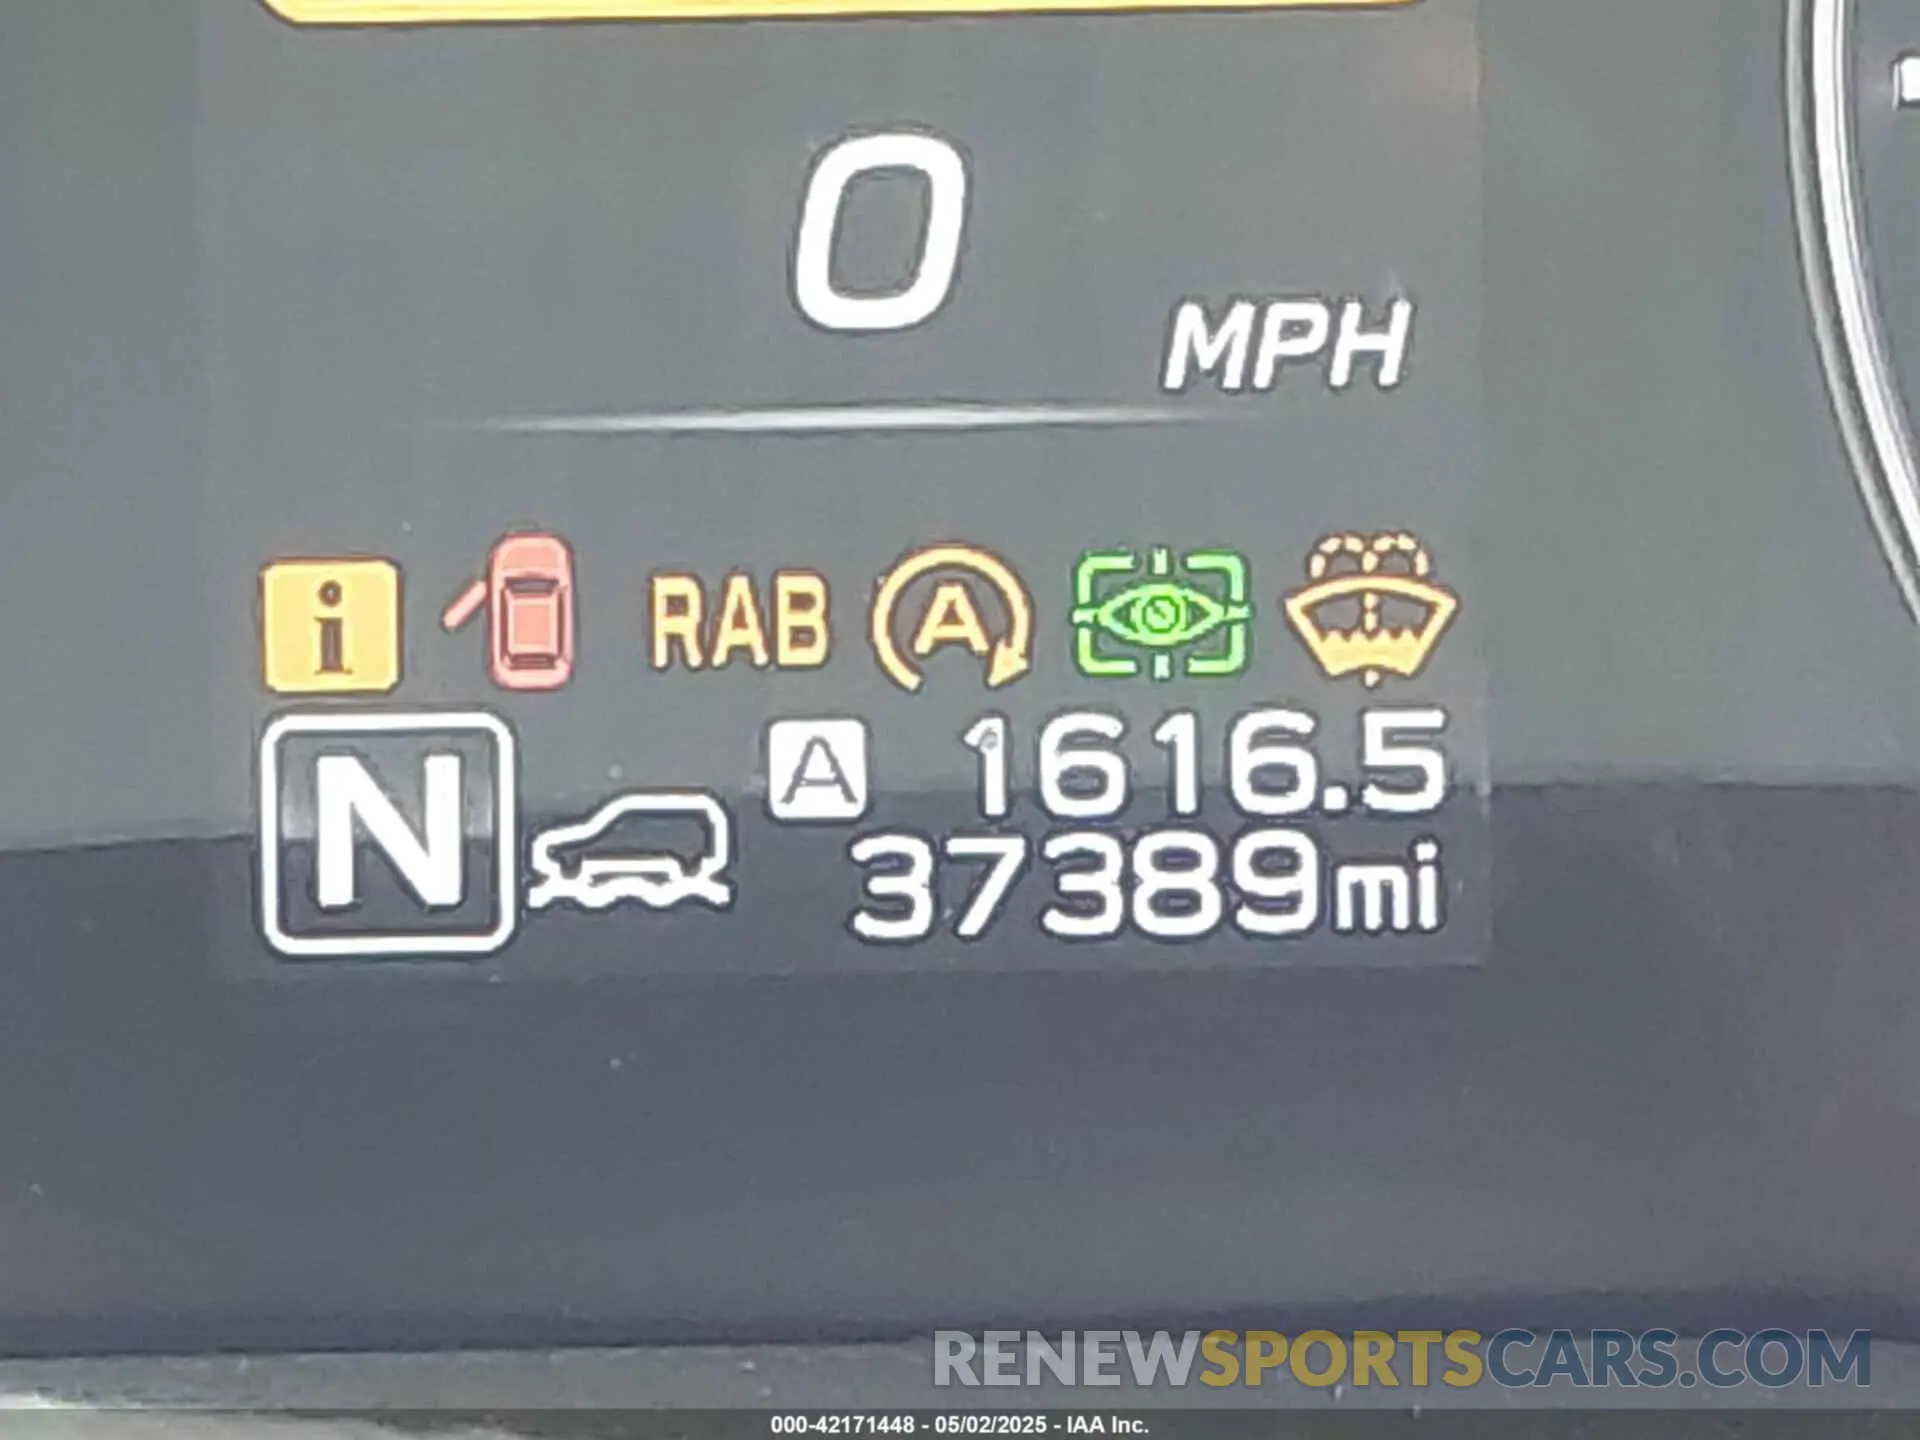 0
MPH
i RAB A
N A 1616.5
37389mi
RENEWSPORTSCARS.COM
000-42171448 - 05/02/2025 - IAA Inc.